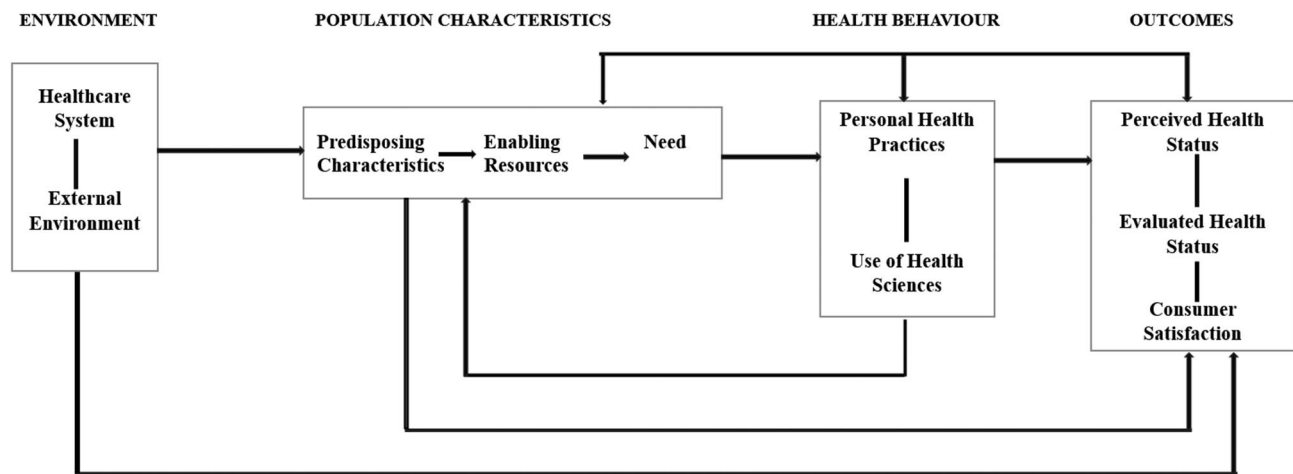 ENVIRONMENT
POPULATION CHARACTERISTICS
HEALTH BEHAVIOUR
OUTCOMES
Healthcare
System
External
Environment
Predisposing
Characteristics
Enabling
Resources
Need
Personal Health
Practices
Use of Health
Sciences
Perceived Health
Status
Evaluated Health
Status
Consumer
Satisfaction